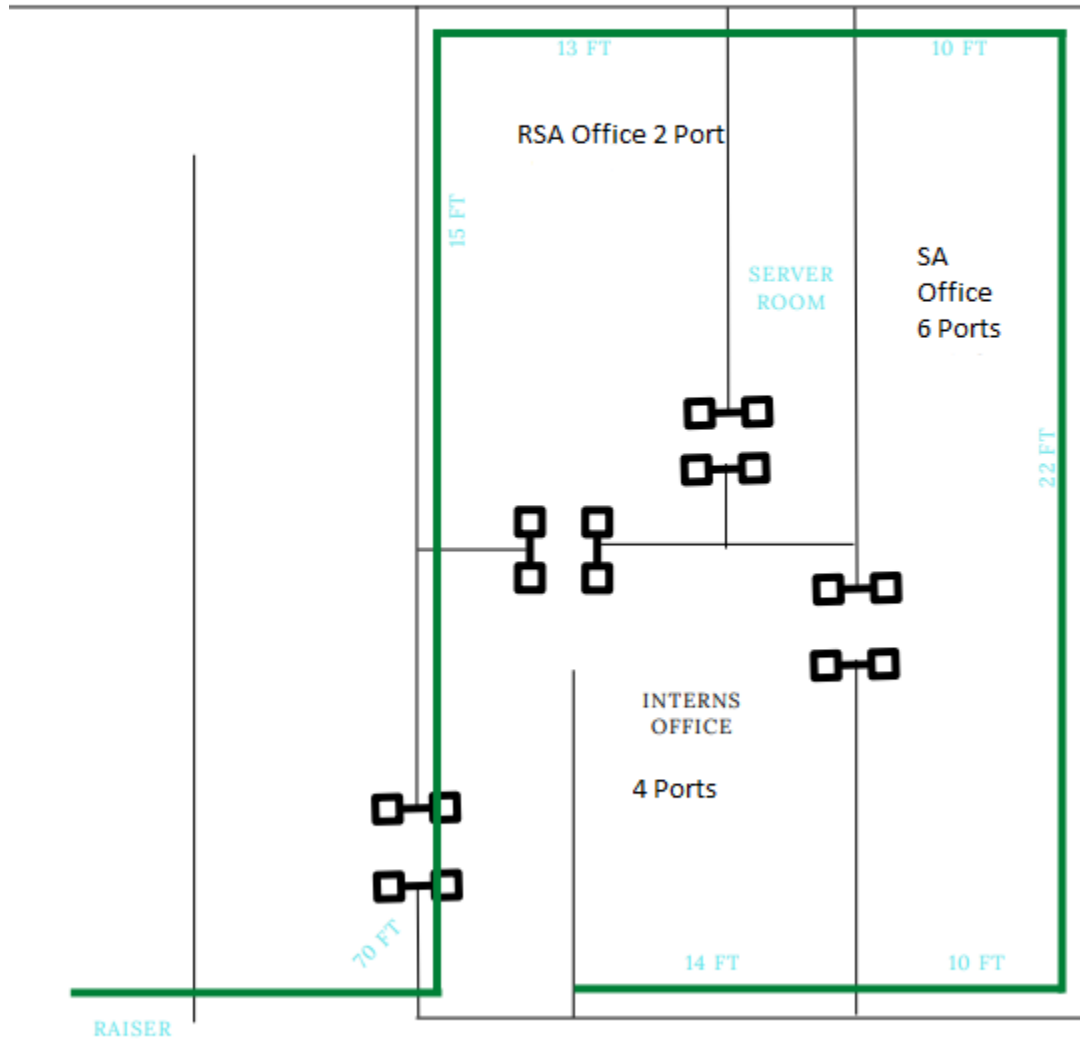 13 FT
10 FT
RSA Office 2 Port
15 FT
SERVER
ROOM
SA
Office
6 Ports
22 FT
INTERNS
OFFICE
4 Ports
70 FT
14 FT
10 FT
RAISER